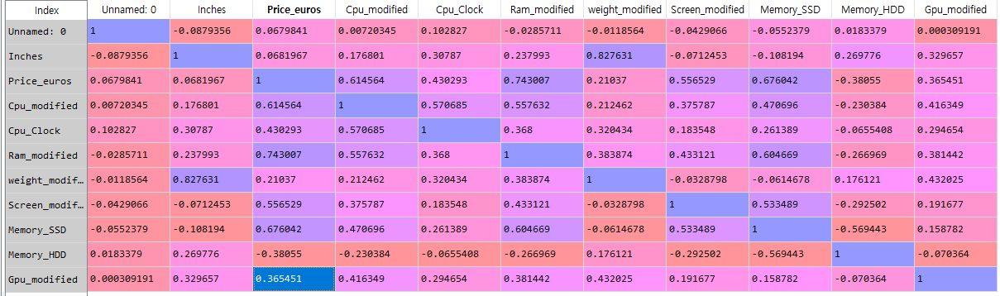 Index Unnamed: 0 Inches Price_euros Cpu_modified Cpu_Clock Ram_modified weight_modified Screen_modified Memory_SSD Memory_HDD Gpu_modified
Unnamed: 0 1 -0.0879356 0.0679841 0.00720345 0.102827 -0.0285711 -0.0118564 -0.0429066 -0.0552379 0.0183379 0.000309191
Inches -0.0879356 1 0.0681967 0.176801 0.30787 0.237993 0.827631 -0.0712453 -0.108194 0.269776 0.329657
Price_euros 0.0679841 0.0681967 1 0.614564 0.430293 0.743007 0.21037 0.556529 0.676042 -0.38055 0.365451
Cpu_modified 0.00720345 0.176801 0.614564 1 0.570685 0.557632 0.212462 0.375787 0.470696 -0.230384 0.416349
Cpu_Clock 0.102827 0.30787 0.430293 0.570685 1 0.368 0.320434 0.183548 0.261389 -0.0655408 0.294654
Ram_modified -0.0285711 0.237993 0.743007 0.557632 0.368 1 0.383874 0.433121 0.604669 -0.266969 0.381442
weight_modif… -0.0118564 0.827631 0.21037 0.212462 0.320434 0.383874 1 -0.0328798 -0.0614678 0.176121 0.432025
Screen_modif… -0.0429066 -0.0712453 0.556529 0.375787 0.183548 0.433121 -0.0328798 1 0.533489 -0.292502 0.191677
Memory_SSD -0.0552379 -0.108194 0.676042 0.470696 0.261389 0.604669 -0.0614678 0.533489 1 -0.569443 0.158782
Memory_HDD 0.0183379 0.269776 -0.38055 -0.230384 -0.0655408 -0.266969 0.176121 -0.292502 -0.569443 1 -0.070364
Gpu_modified 0.000309191 0.329657 0.365451 0.416349 0.294654 0.381442 0.432025 0.191677 0.158782 -0.070364 1